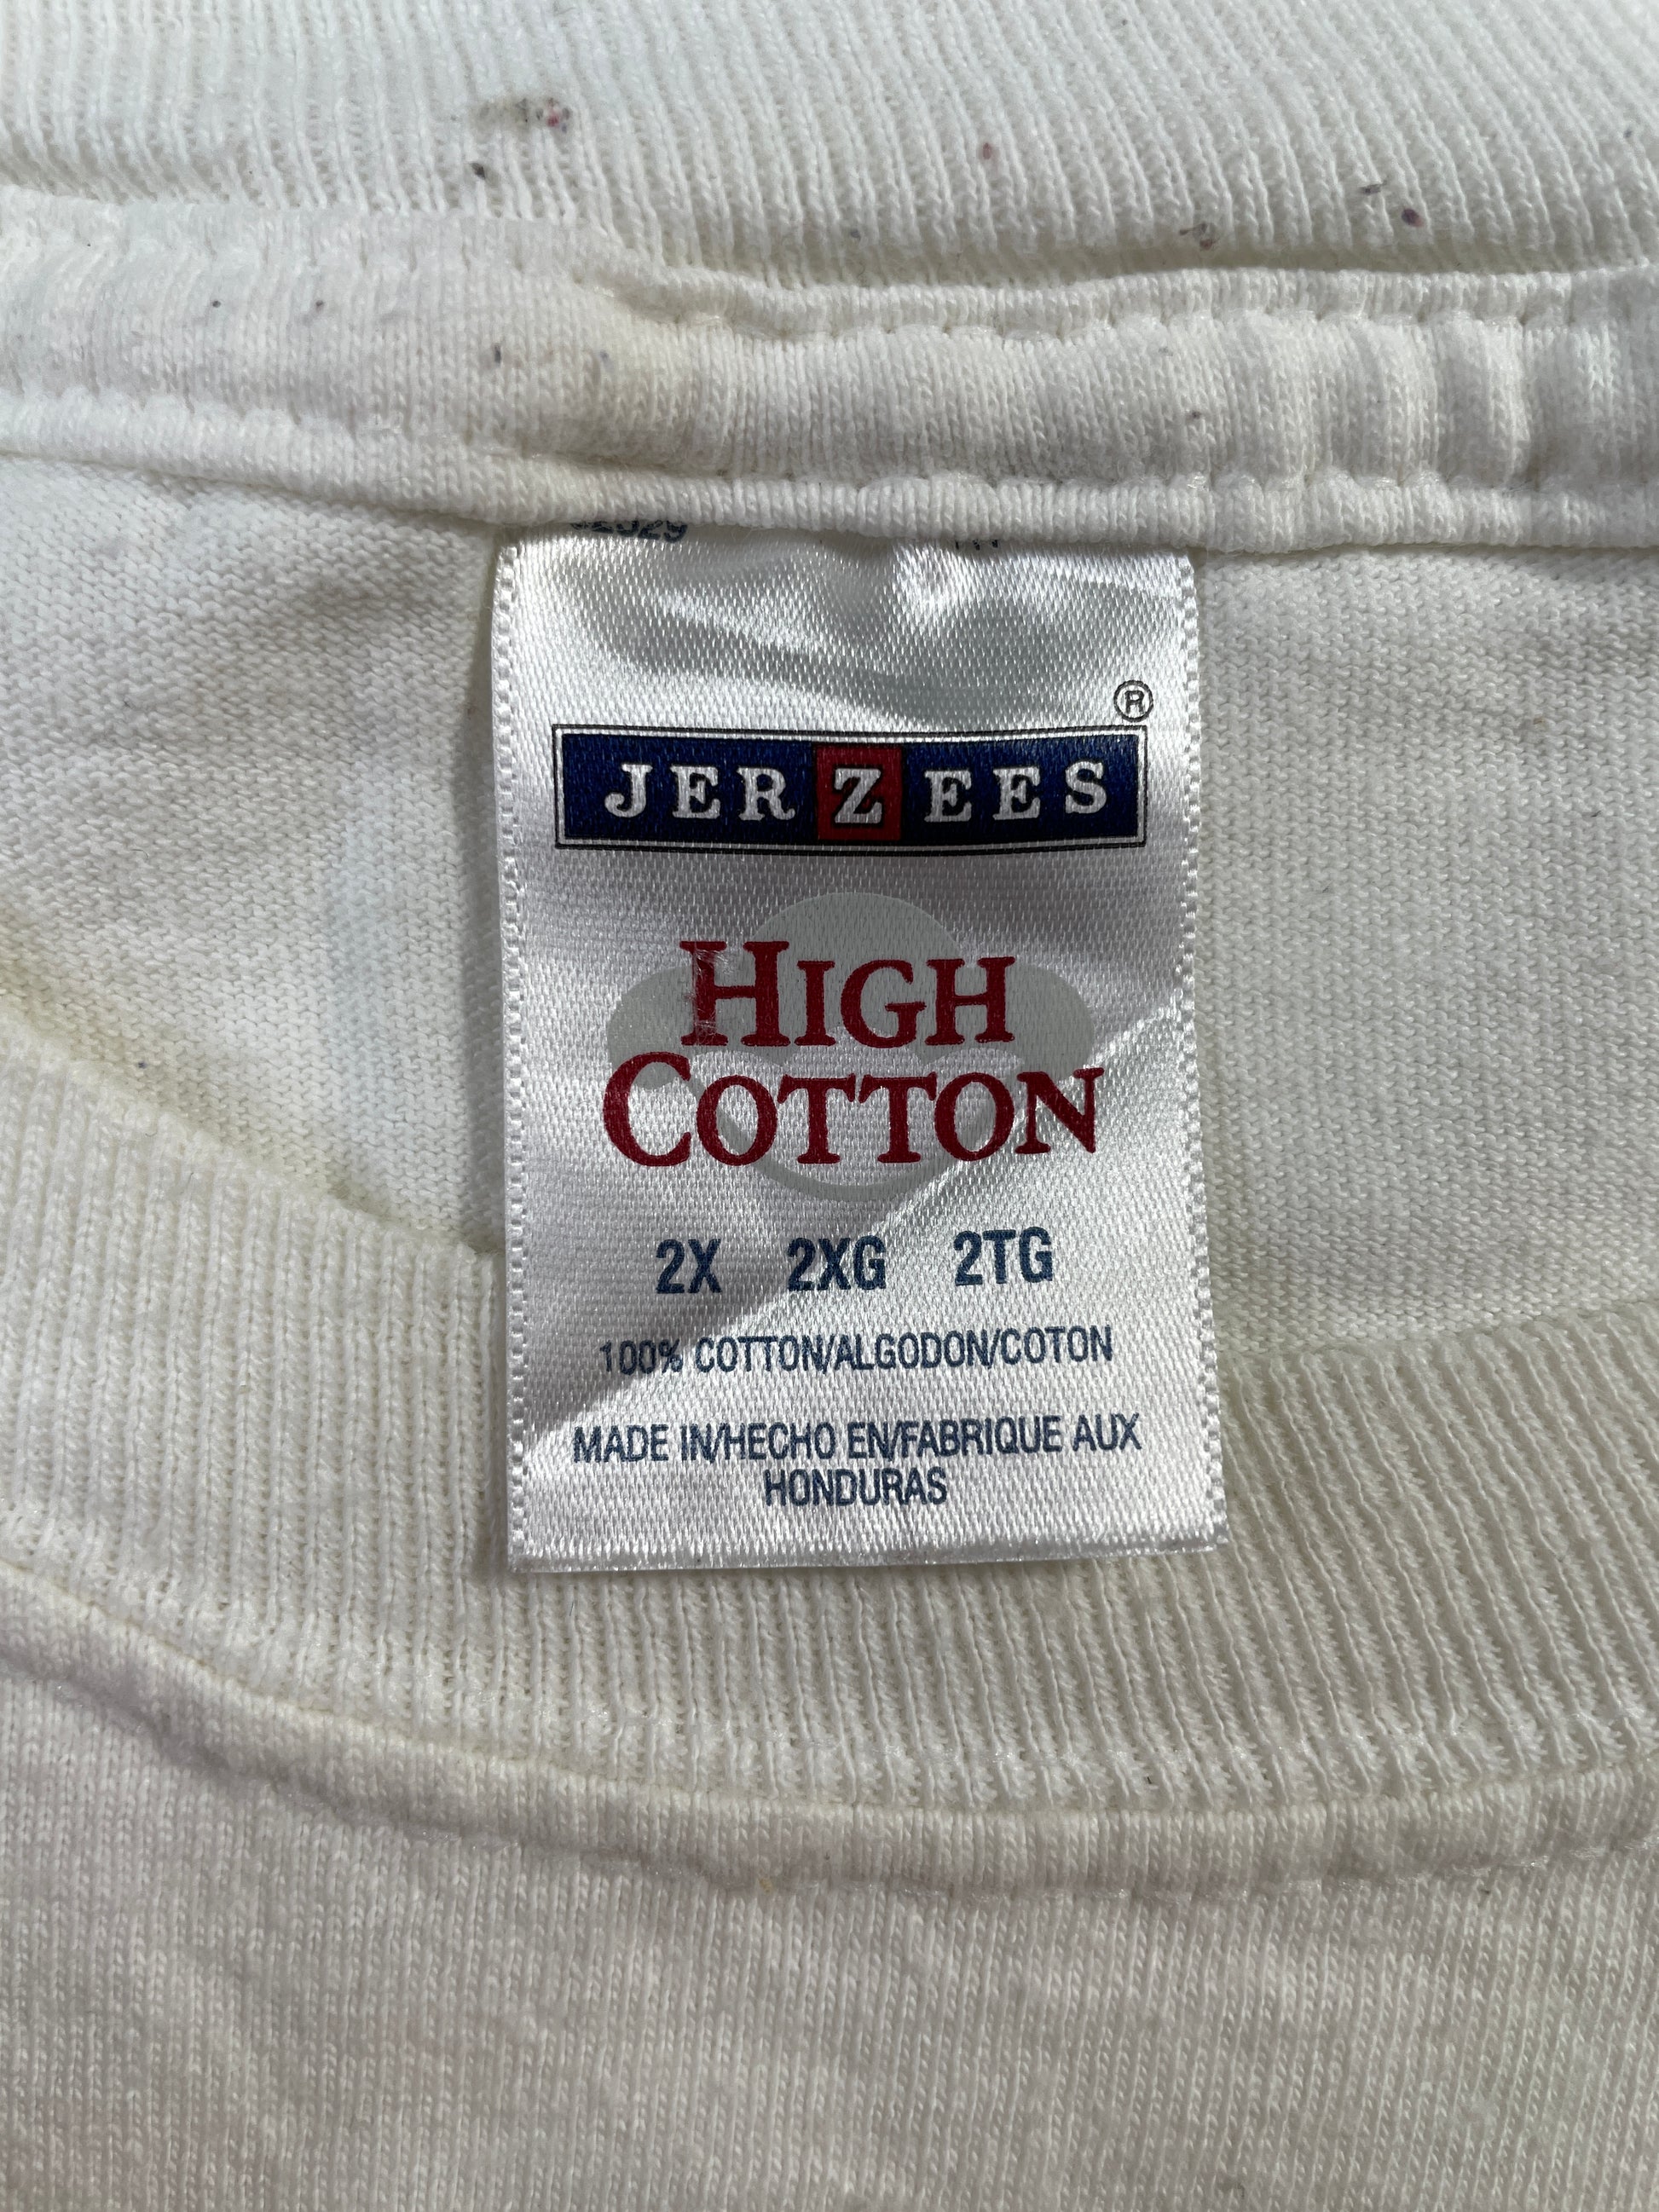 ®
JERZEES
HIGH
COTTON
2X 2XG 2TG
100% COTTON/ALGODON/COTON
MADE IN/HECHO EN/FABRIQUE AUX
HONDURAS